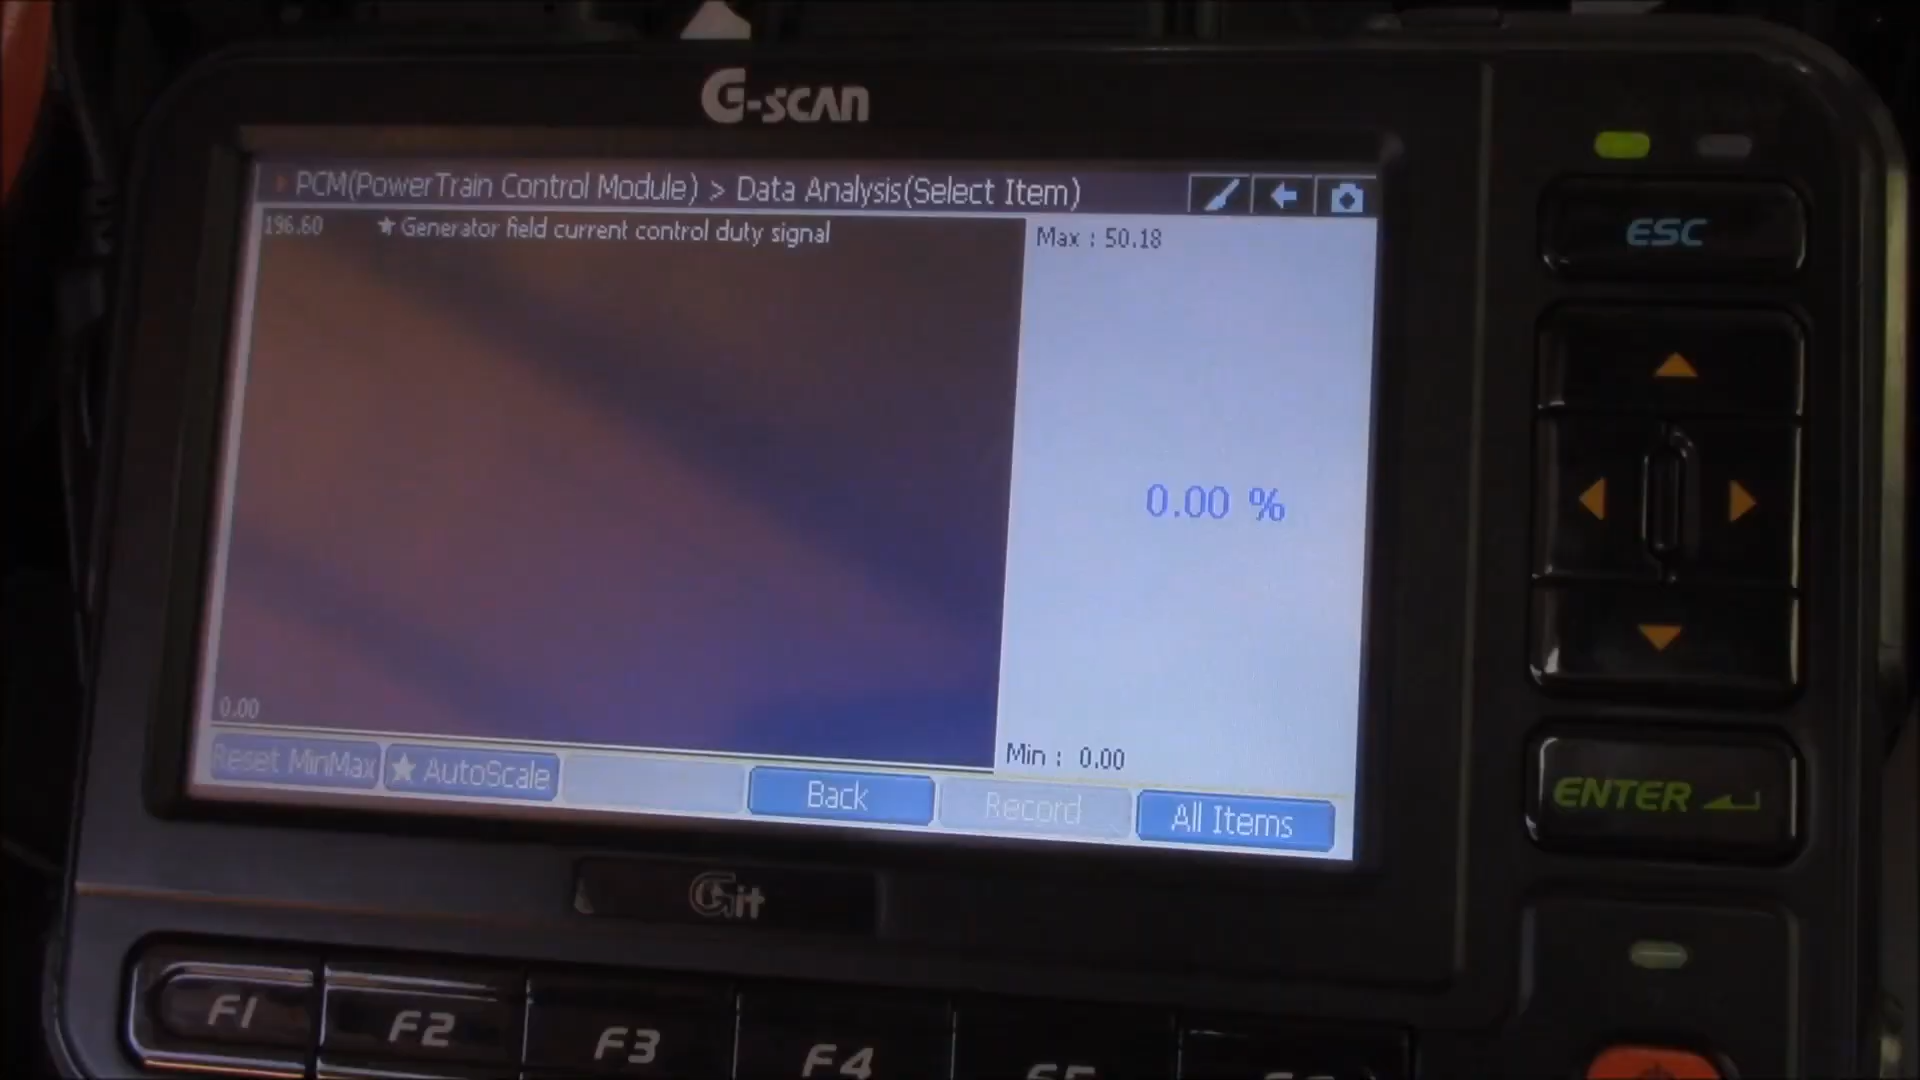 G-SCAN
PCM(PowerTrain Control Module) > Data Analysis(Select Item)
196.60 ★ Generator field current control duty signal
Max : 50.18
0.00 %
0.00
Min : 0.00
Reset MinMax ★ AutoScale Back Record All Items
Git
ESC
ENTER
F1 F2 F3 F4 F5